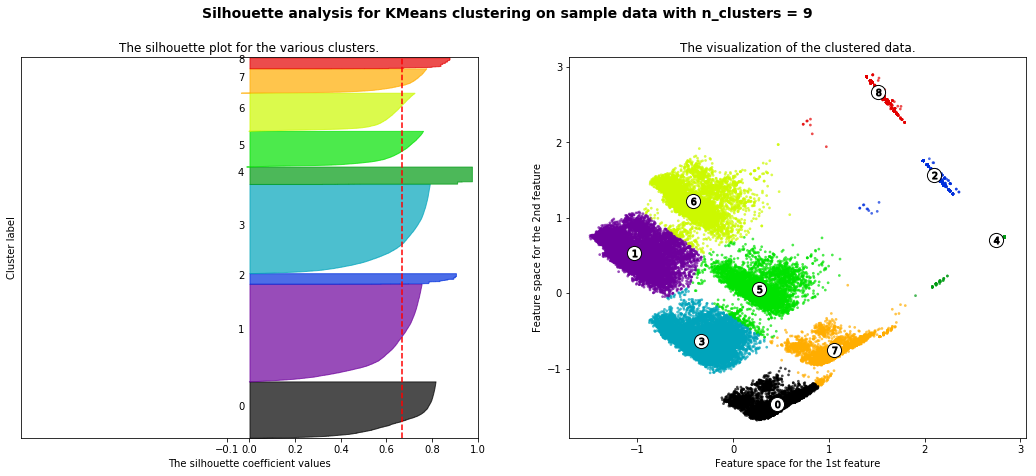 Silhouette analysis for KMeans clustering on sample data with n_clusters = 9
The silhouette plot for the various clusters.
Cluster label
8
7
6
5
4
3
2
1
0
−0.1 0.0 0.2 0.4 0.6 0.8 1.0
The silhouette coefficient values
The visualization of the clustered data.
Feature space for the 2nd feature
3
2
1
0
−1
8
2
6
4
1
5
3
7
0
−1 0 1 2 3
Feature space for the 1st feature